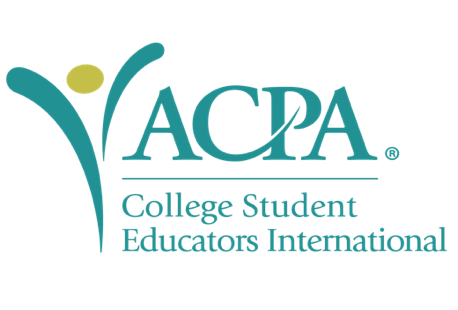 ACPA®
College Student
Educators International